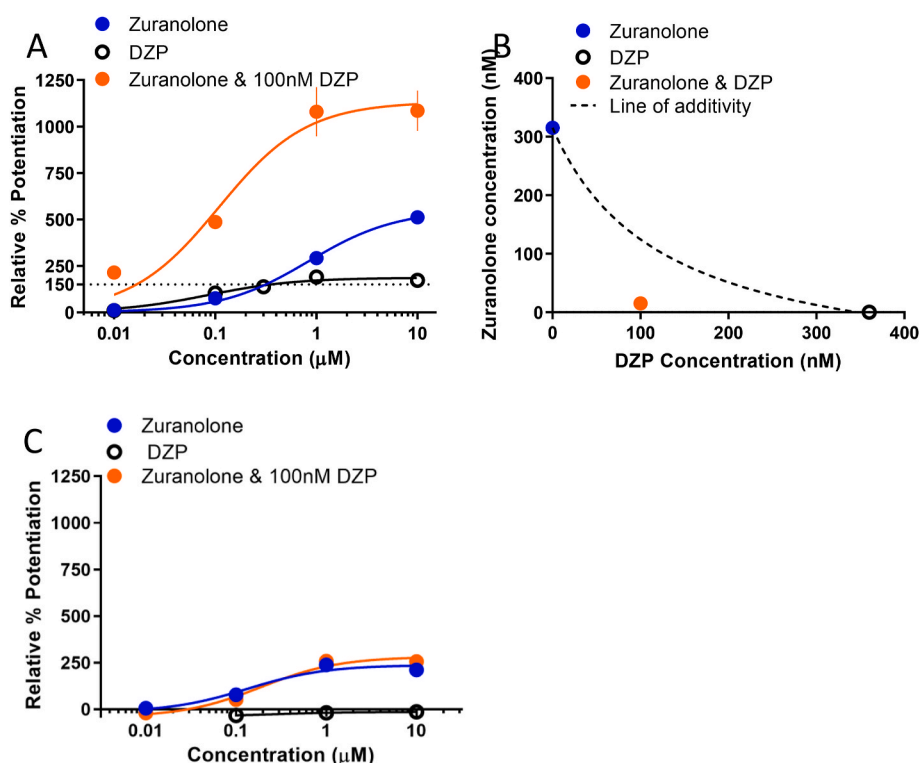 A
Zuranolone
DZP
Zuranolone & 100nM DZP
Relative % Potentiation
1250
1000
750
500
250
150
0
0.01 0.1 1 10
Concentration (μM)
B
Zuranolone
DZP
Zuranolone & DZP
Line of additivity
Zuranolone concentration (nM)
400
300
200
100
0
0 100 200 300 400
DZP Concentration (nM)
C
Zuranolone
DZP
Zuranolone & 100nM DZP
Relative % Potentiation
1250
1000
750
500
250
0
0.01 0.1 1 10
Concentration (μM)